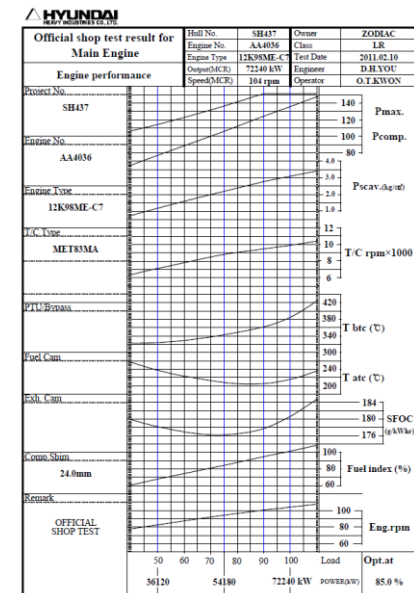 HYUNDAI
HEAVY INDUSTRIES CO., LTD.
Official shop test result for Main Engine
Hull No. SH437 Owner ZODIAC
Engine No. AA4036 Class LR
Engine Type 12K98ME-C7 Test Date 2011.02.10
Engine performance
Output(MCR) 72240 kW Engineer D.H.YOU
Speed(MCR) 104 rpm Operator O.T.KWON
Project No.
SH437
140
Pmax.
120
Engine No.
100
Pcomp.
AA4036
80
4.0
3.0
Pscav.(kg/㎠)
Engine Type
2.0
12K98ME-C7
1.0
T/C Type
12
MET83MA
10
T/C rpm×1000
8
6
PTU/Bypass
420
380
T btc (℃)
340
Fuel Cam
300
240
T atc (℃)
200
Exh. Cam
184
180
SFOC
(g/kWhr)
176
Comp.Shim
100
24.0mm
80
Fuel index (%)
60
Remark
100
OFFICIAL
SHOP TEST
80
Eng.rpm
60
50 60 70 80 90 100 Load Opt.at
36120 54180 72240 kW POWER(kW) 85.0 %